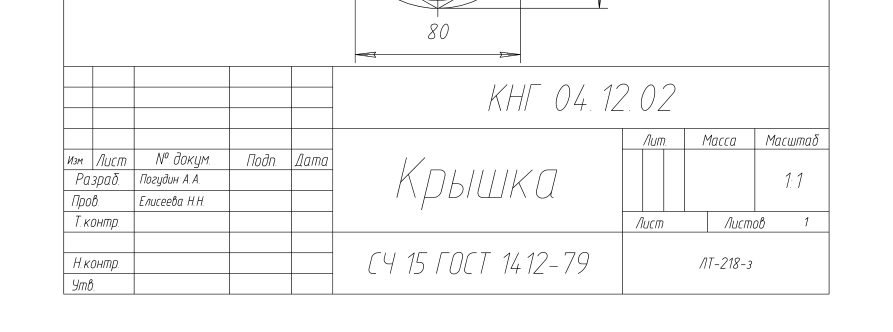 80
КНГ 04.12.02
Лит. Масса Масштаб
Изм Лист № докум. Подп. Дата
Крышка
Разраб. Погудин А.А.
1:1
Пров. Елисеева Н.Н.
Т.контр. Лист Листов 1
СЧ 15 ГОСТ 1412-79
ЛТ-218-з
Н.контр.
Утв